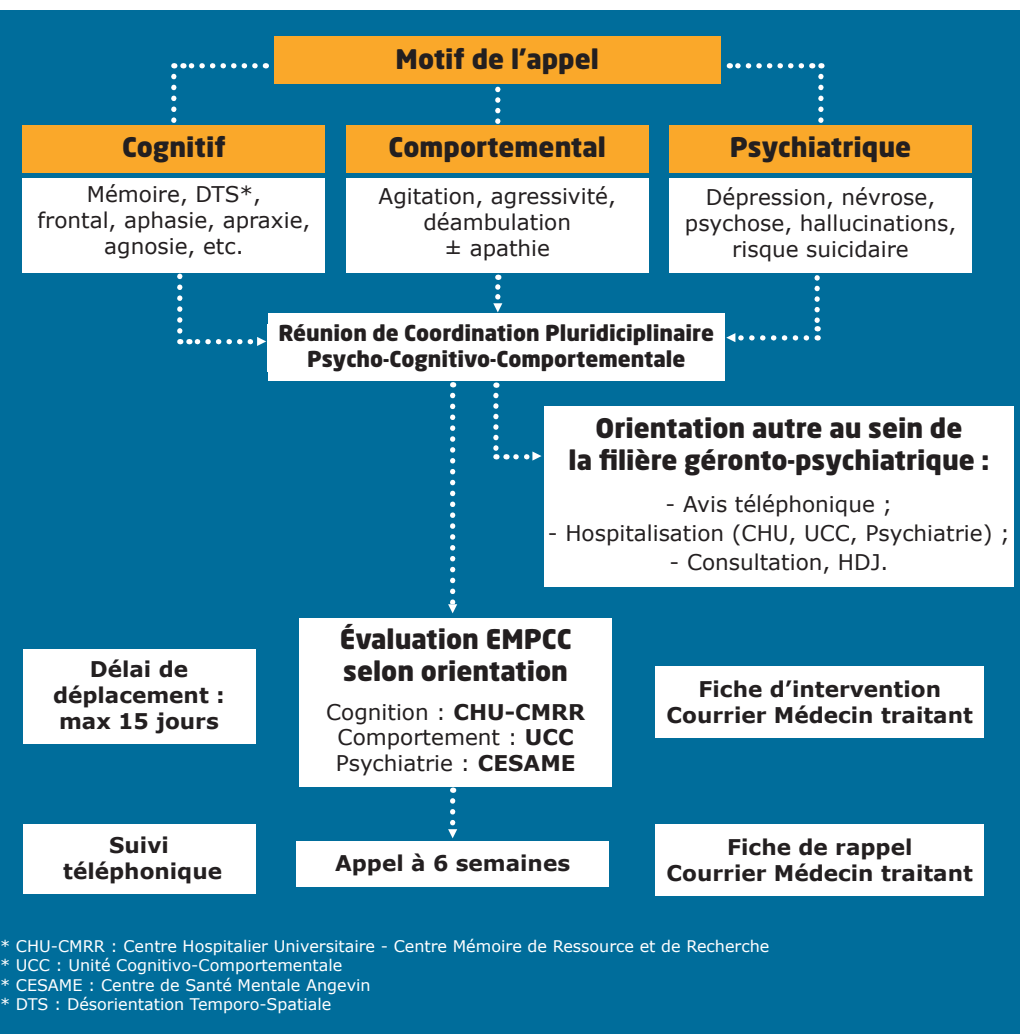 Motif de l'appel
Cognitif
Mémoire, DTS*,
frontal, aphasie, apraxie,
agnosie, etc.
Comportemental
Agitation, agressivité,
déambulation
± apathie
Psychiatrique
Dépression, névrose,
psychose, hallucinations,
risque suicidaire
Réunion de Coordination Pluridiciplinaire
Psycho-Cognitivo-Comportementale
Orientation autre au sein de
la filière géronto-psychiatrique :
- Avis téléphonique ;
- Hospitalisation (CHU, UCC, Psychiatrie) ;
- Consultation, HDJ.
Délai de
déplacement :
max 15 jours
Évaluation EMPCC
selon orientation
Cognition : CHU-CMRR
Comportement : UCC
Psychiatrie : CESAME
Fiche d'intervention
Courrier Médecin traitant
Suivi
téléphonique
Appel à 6 semaines
Fiche de rappel
Courrier Médecin traitant
* CHU-CMRR : Centre Hospitalier Universitaire - Centre Mémoire de Ressource et de Recherche
* UCC : Unité Cognitivo-Comportementale
* CESAME : Centre de Santé Mentale Angevin
* DTS : Désorientation Temporo-Spatiale